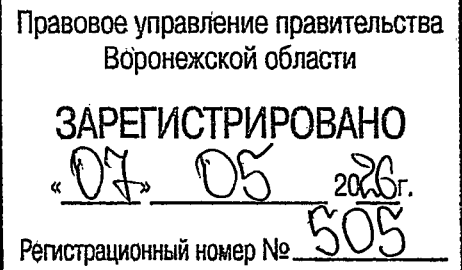 Правовое управление правительства
Воронежской области
ЗАРЕГИСТРИРОВАНО
«07» 05 2026г.
Регистрационный номер № 505